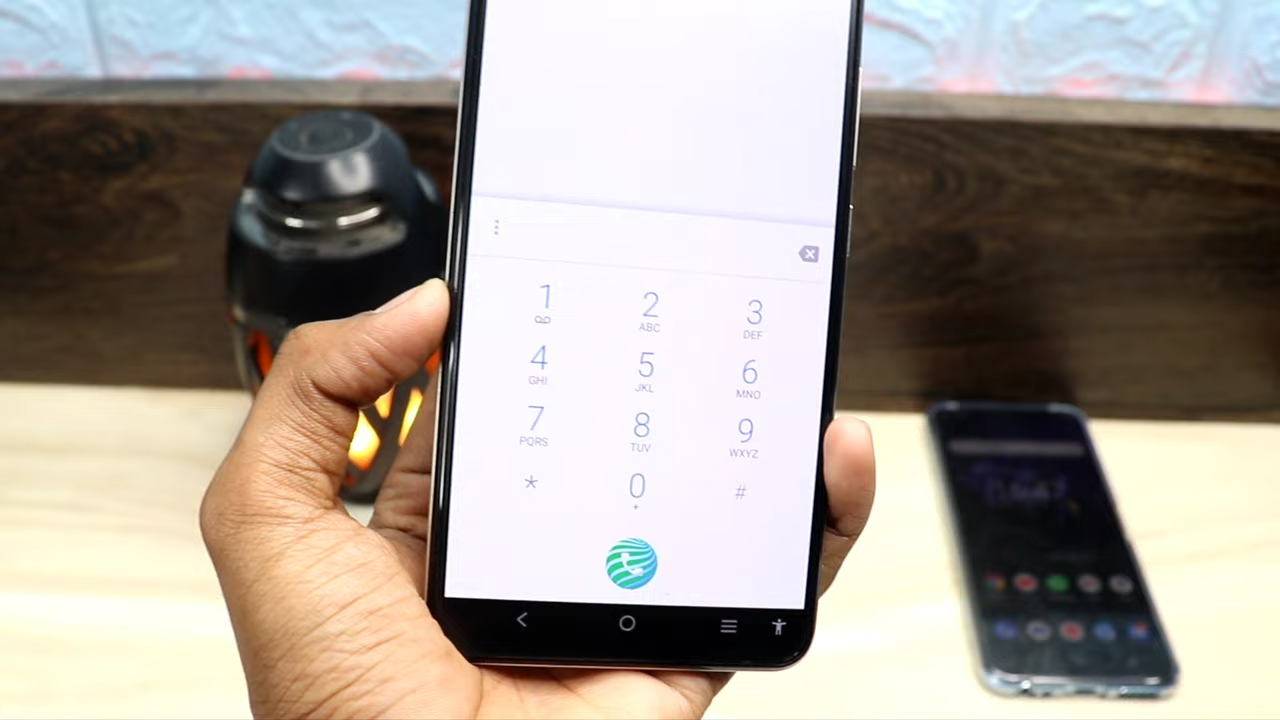 1 2 3
ABC DEF
4 5 6
GHI JKL MNO
7 8 9
PQRS TUV WXYZ
* 0 #
+